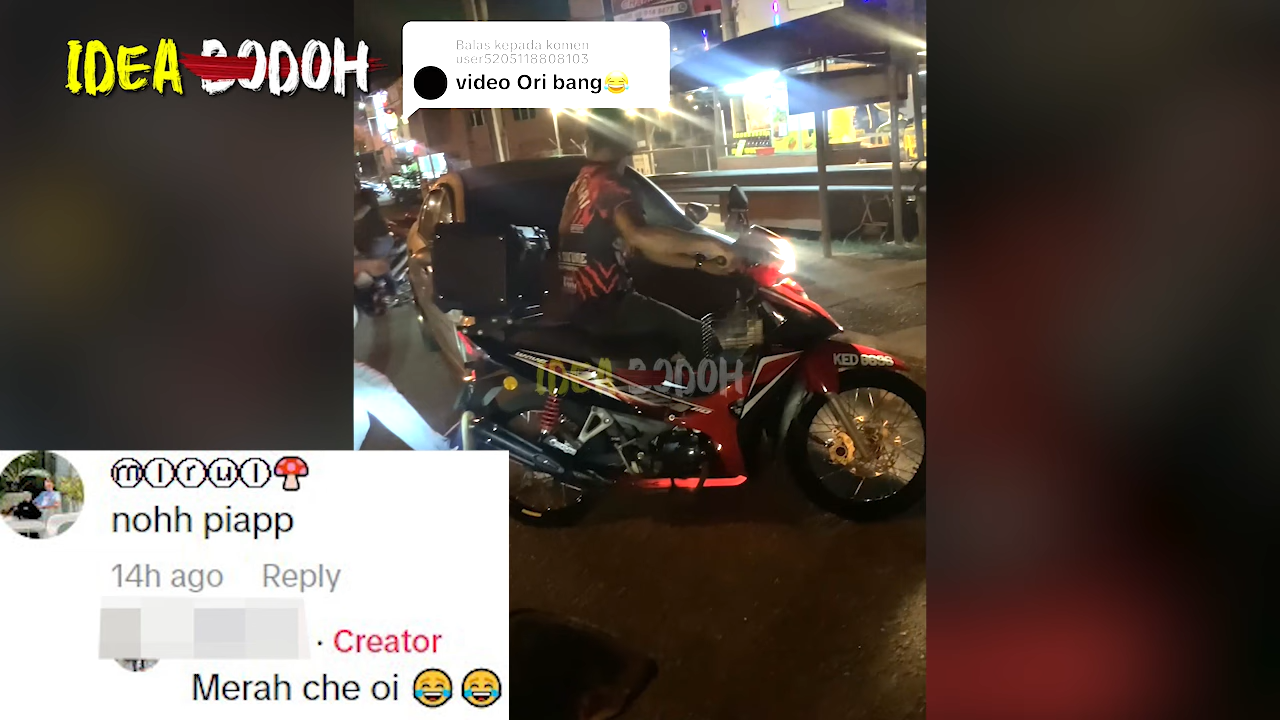 IDEA BODOH
Balas kepada komen
user5205118808103
video Ori bang😂
IDEA BODOH
ⓜⓘⓡⓤⓛ🍄
nohh piapp
14h ago Reply
· Creator
Merah che oi 😂😂